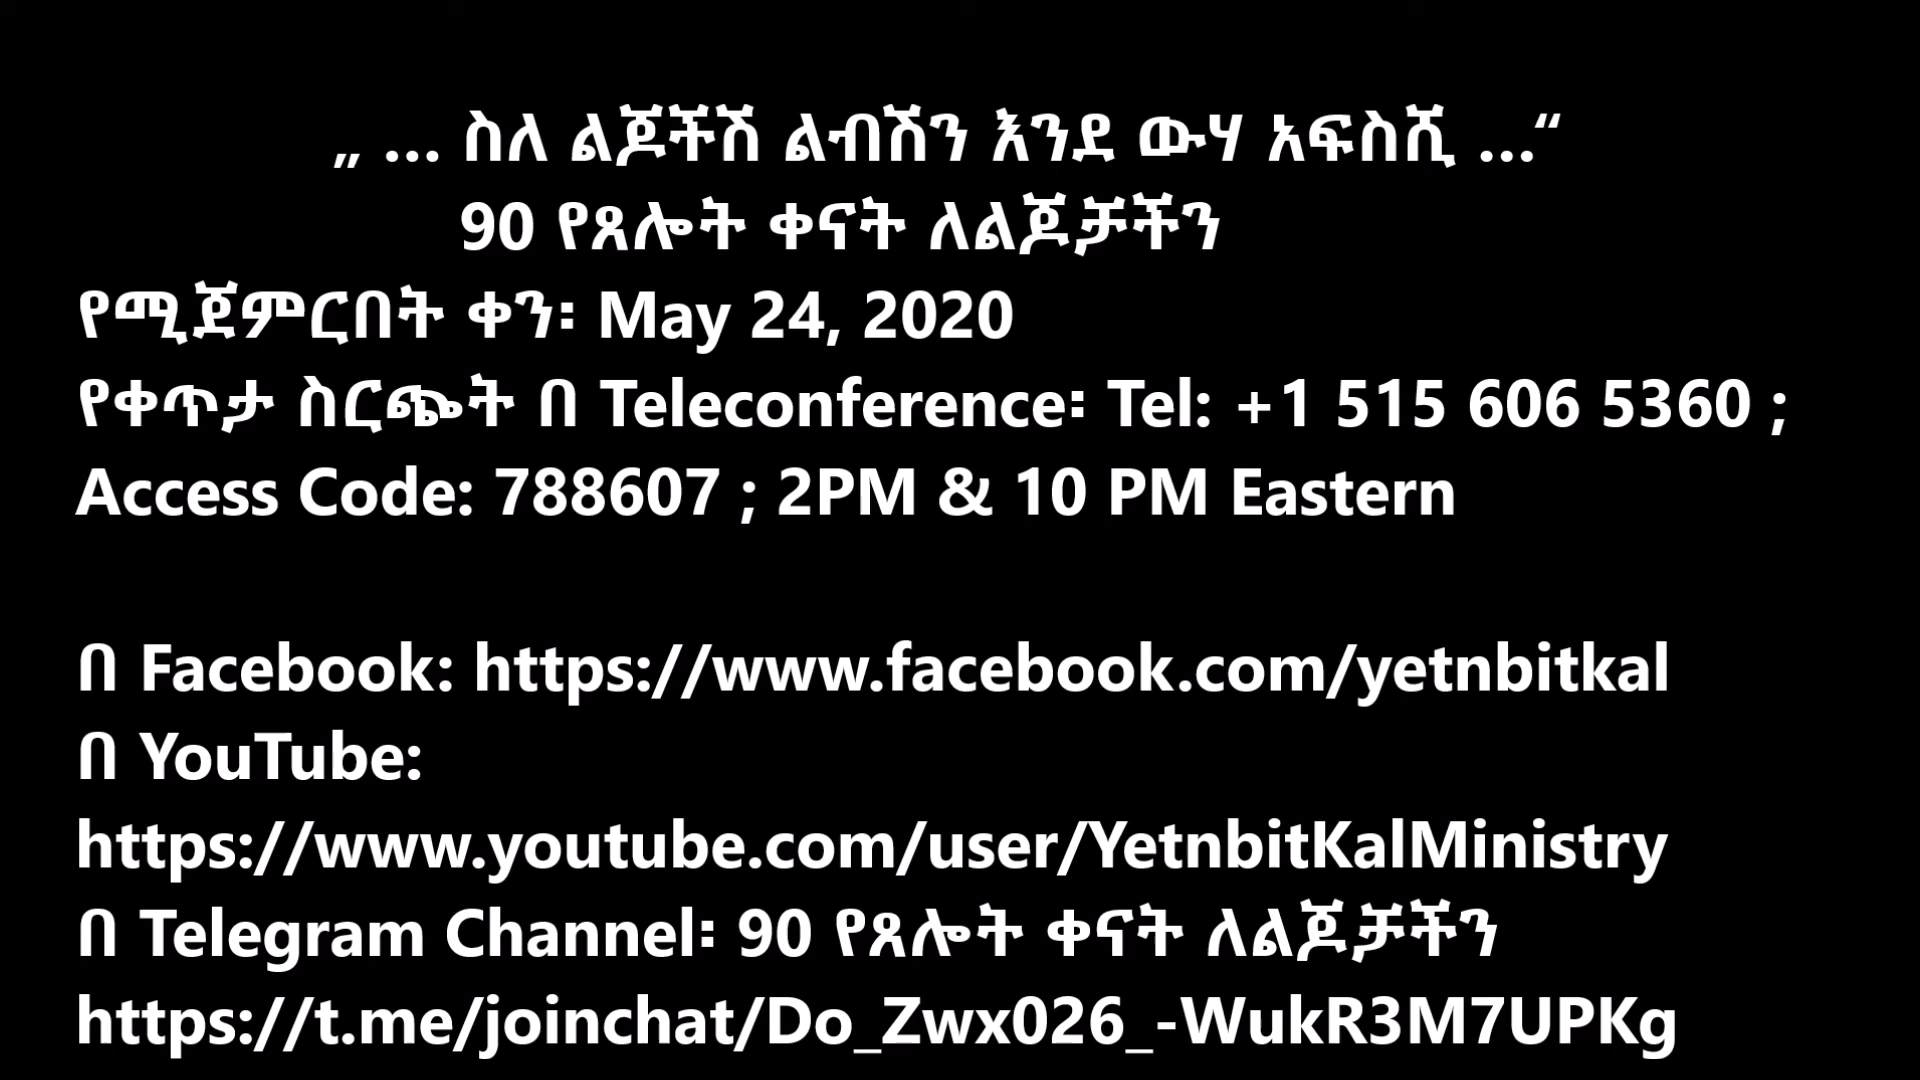 „ ... ስለ ልጆችሽ ልብሽን እንደ ውሃ አፍስሺ ...“
90 የጸሎት ቀናት ለልጆቻችን
የሚጀምርበት ቀን፡ May 24, 2020
የቀጥታ ስርጭት በ Teleconference፡ Tel: +1 515 606 5360 ;
Access Code: 788607 ; 2PM & 10 PM Eastern
በ Facebook: https://www.facebook.com/yetnbitkal
በ YouTube:
https://www.youtube.com/user/YetnbitKalMinistry
በ Telegram Channel፡ 90 የጸሎት ቀናት ለልጆቻችን
https://t.me/joinchat/Do_Zwx026_-WukR3M7UPKg